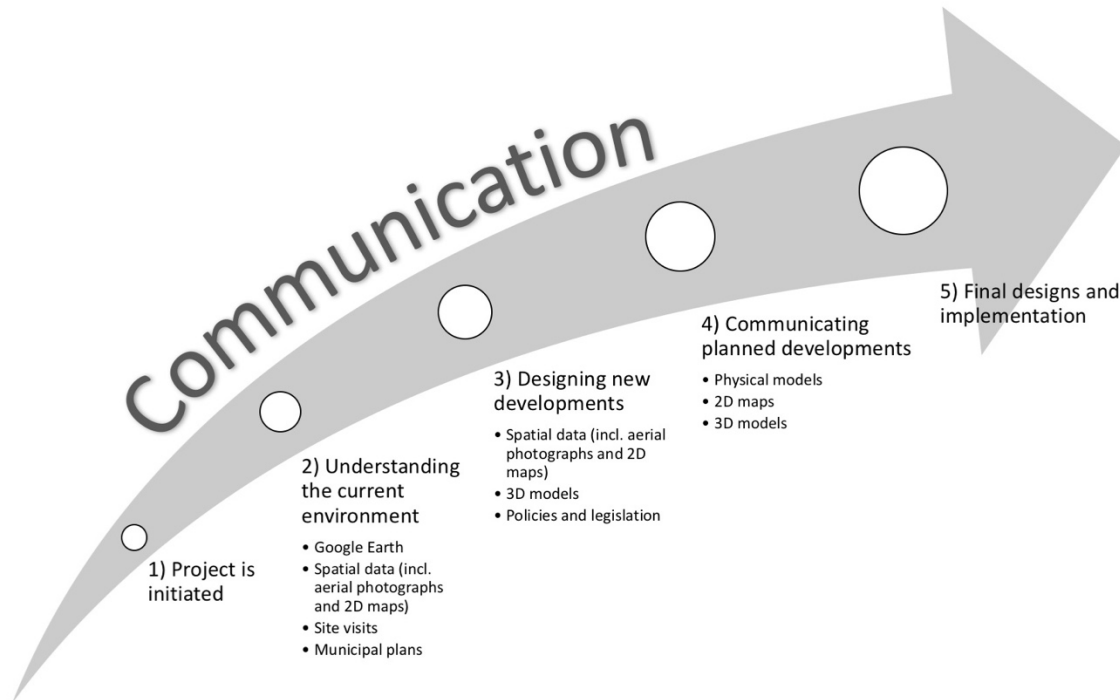 Communication
1) Project is
initiated
2) Understanding
the current
environment
• Google Earth
• Spatial data (incl.
aerial photographs
and 2D maps)
• Site visits
• Municipal plans
3) Designing new
developments
• Spatial data (incl. aerial
photographs and 2D
maps)
• 3D models
• Policies and legislation
4) Communicating
planned developments
• Physical models
• 2D maps
• 3D models
5) Final designs and
implementation